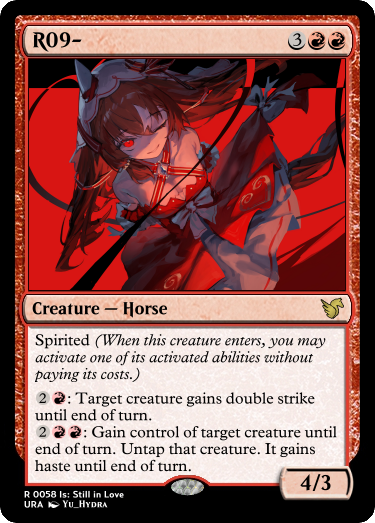 R09- 3
Creature — Horse
Spirited (When this creature enters, you may
activate one of its activated abilities without
paying its costs.)
2 : Target creature gains double strike
until end of turn.
2 : Gain control of target creature until
end of turn. Untap that creature. It gains
haste until end of turn.
4/3
R 0058 Is: Still in Love
URA Yu_Hydra